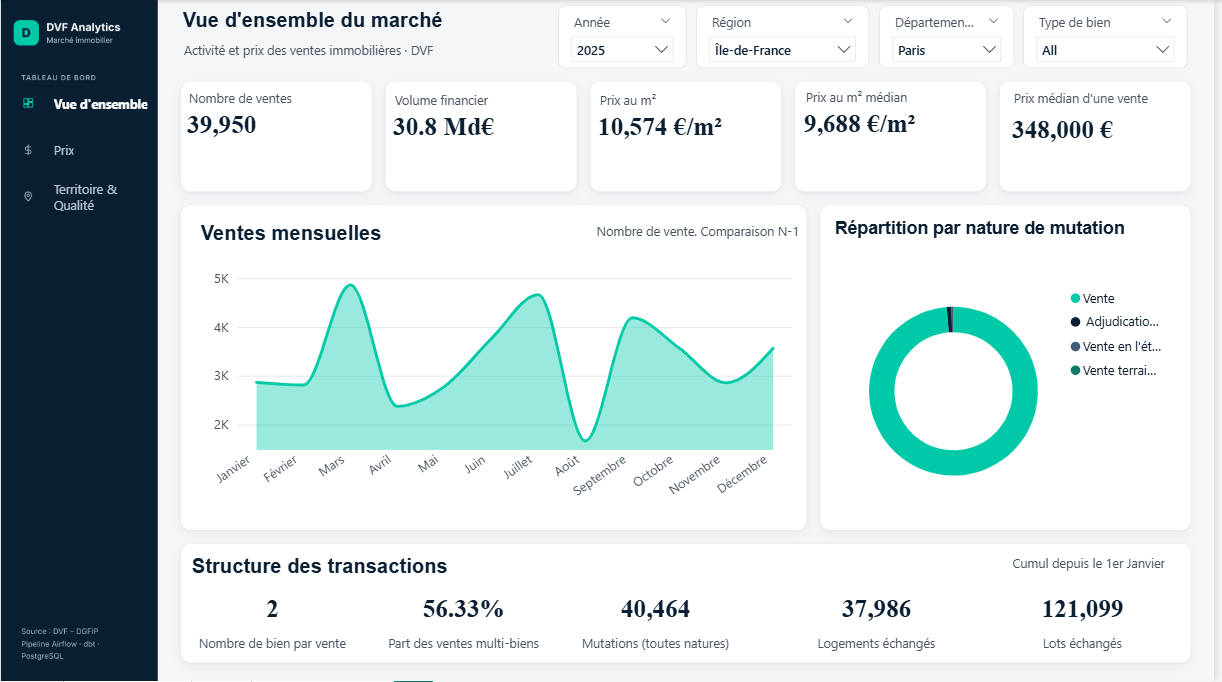 D
DVF Analytics
Marché immobilier
TABLEAU DE BORD
Vue d'ensemble
$ Prix
Territoire &
Qualité
Source : DVF – DGFiP
Pipeline Airflow · dbt ·
PostgreSQL
Vue d'ensemble du marché
Activité et prix des ventes immobilières · DVF
Année
2025
Région
Île-de-France
Départemen...
Paris
Type de bien
All
Nombre de ventes
39,950
Volume financier
30.8 Md€
Prix au m²
10,574 €/m²
Prix au m² médian
9,688 €/m²
Prix médian d'une vente
348,000 €
Ventes mensuelles
Nombre de vente. Comparaison N-1
5K
4K
3K
2K
Janvier
Février
Mars
Avril
Mai
Juin
Juillet
Août
Septembre
Octobre
Novembre
Décembre
Répartition par nature de mutation
Vente
Adjudicatio...
Vente en l'ét...
Vente terrai...
Structure des transactions
Cumul depuis le 1er Janvier
2
Nombre de bien par vente
56.33%
Part des ventes multi-biens
40,464
Mutations (toutes natures)
37,986
Logements échangés
121,099
Lots échangés